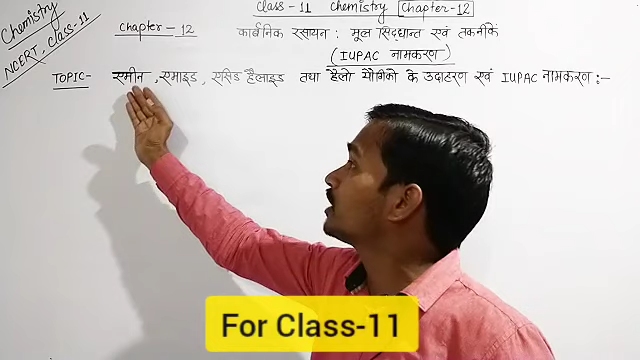 Chemistry
NCERT, Class-11
Class - 11 Chemistry Chapter-12
Chapter - 12 कार्बनिक रसायन: मूल सिद्धान्त एवं तकनीकें
(IUPAC नामकरण)
TOPIC- एमीन, एमाइड, एसिड हैलाइड तथा हैलो यौगिको के उदाहरण एवं IUPAC नामकरण :-
For Class-11